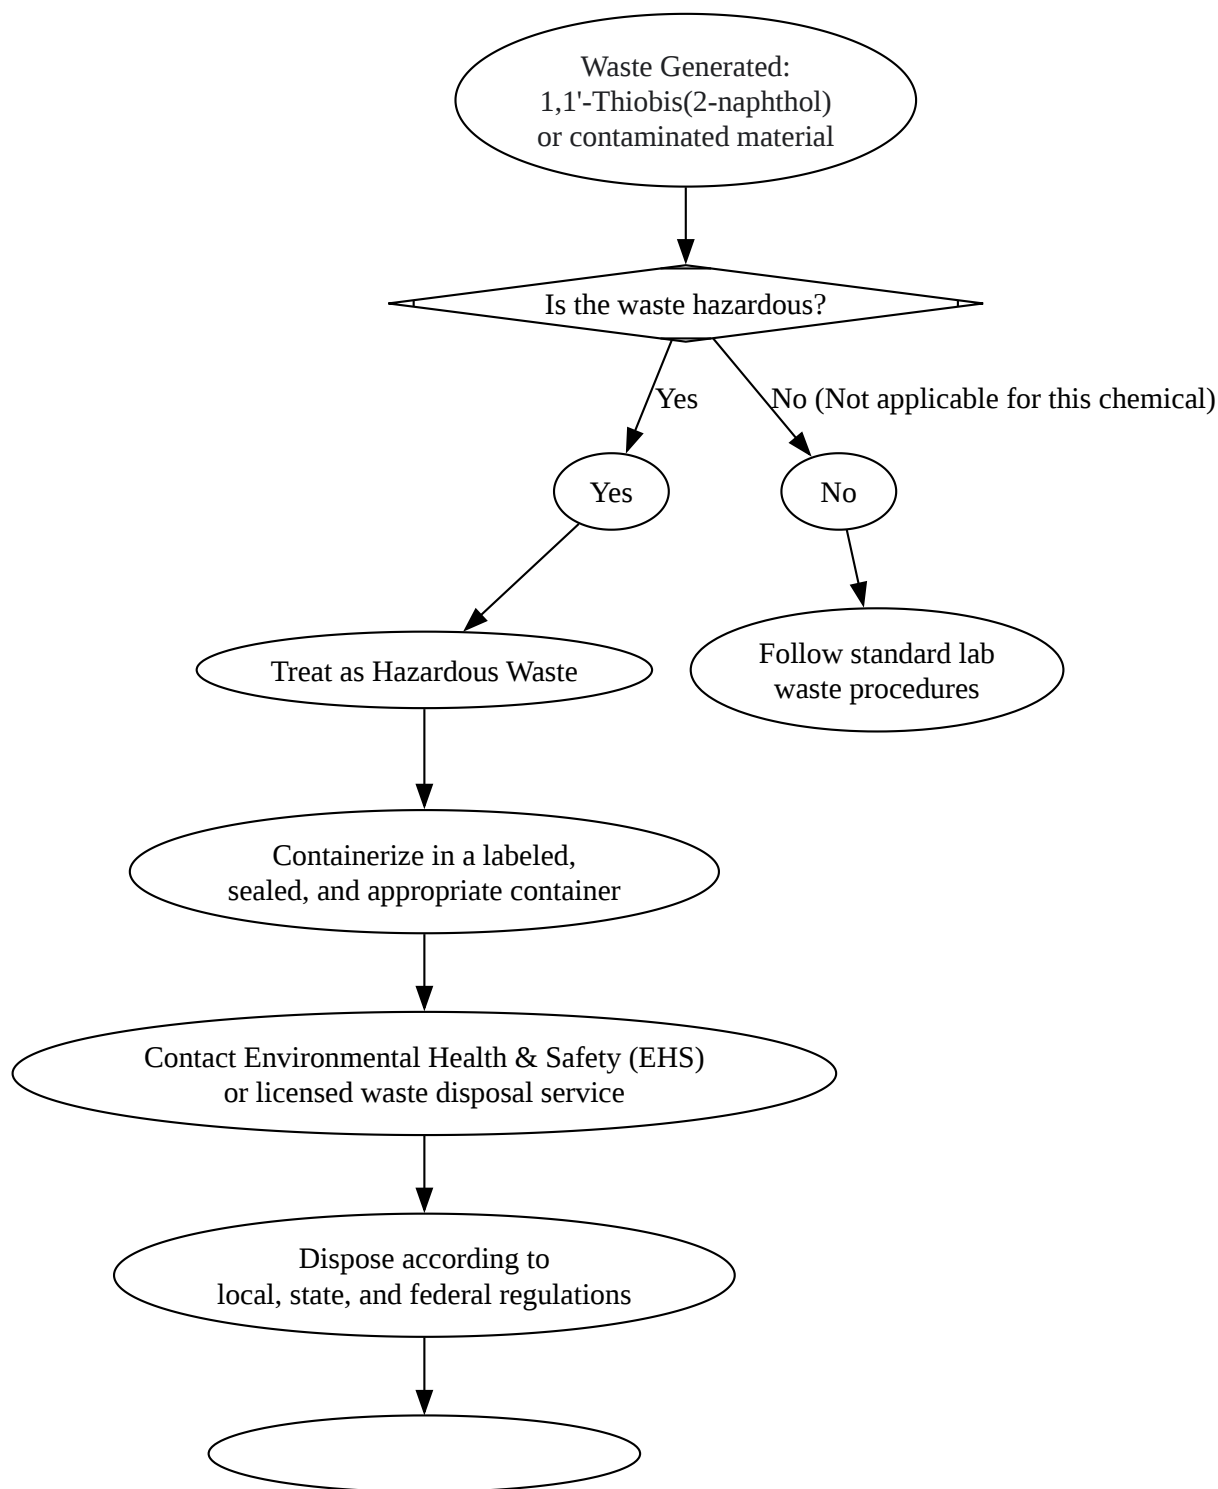 Waste Generated:
1,1'-Thiobis(2-naphthol)
or contaminated material
Is the waste hazardous?
Yes
No (Not applicable for this chemical)
Yes
No
Treat as Hazardous Waste
Follow standard lab
waste procedures
Containerize in a labeled,
sealed, and appropriate container
Contact Environmental Health & Safety (EHS)
or licensed waste disposal service
Dispose according to
local, state, and federal regulations